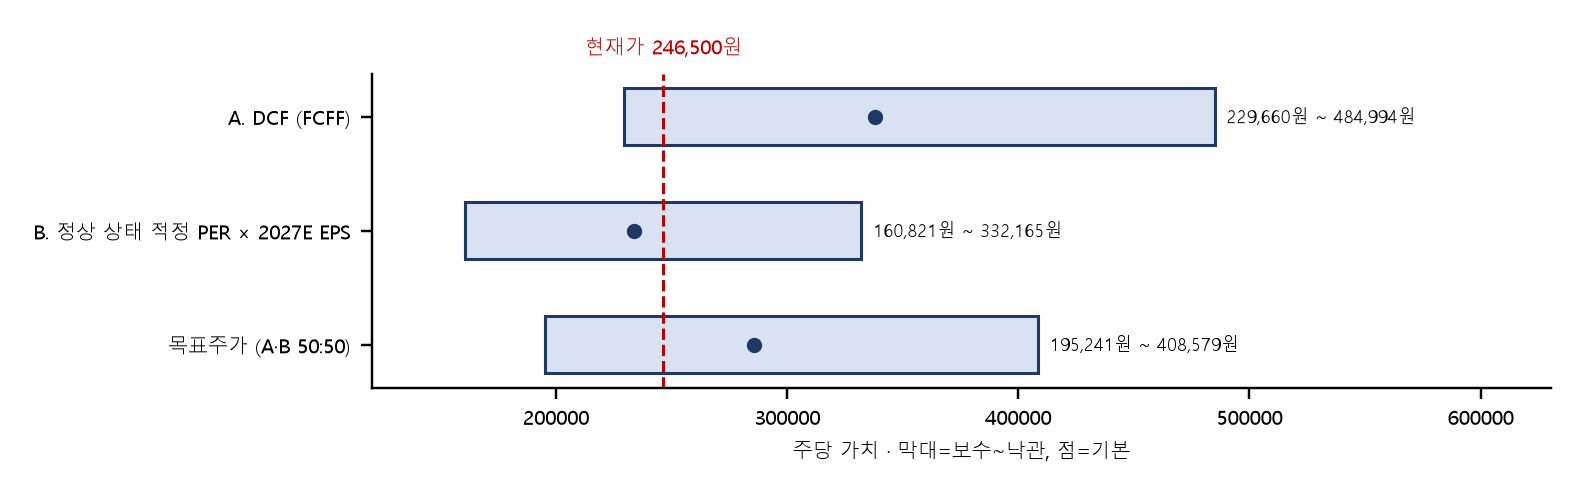 현재가 246,500원
A. DCF (FCFF)
229,660원 ~ 484,994원
B. 정상 상태 적정 PER × 2027E EPS
160,821원 ~ 332,165원
목표주가 (A·B 50:50)
195,241원 ~ 408,579원
200000 300000 400000 500000 600000
주당 가치 · 막대=보수~낙관, 점=기본